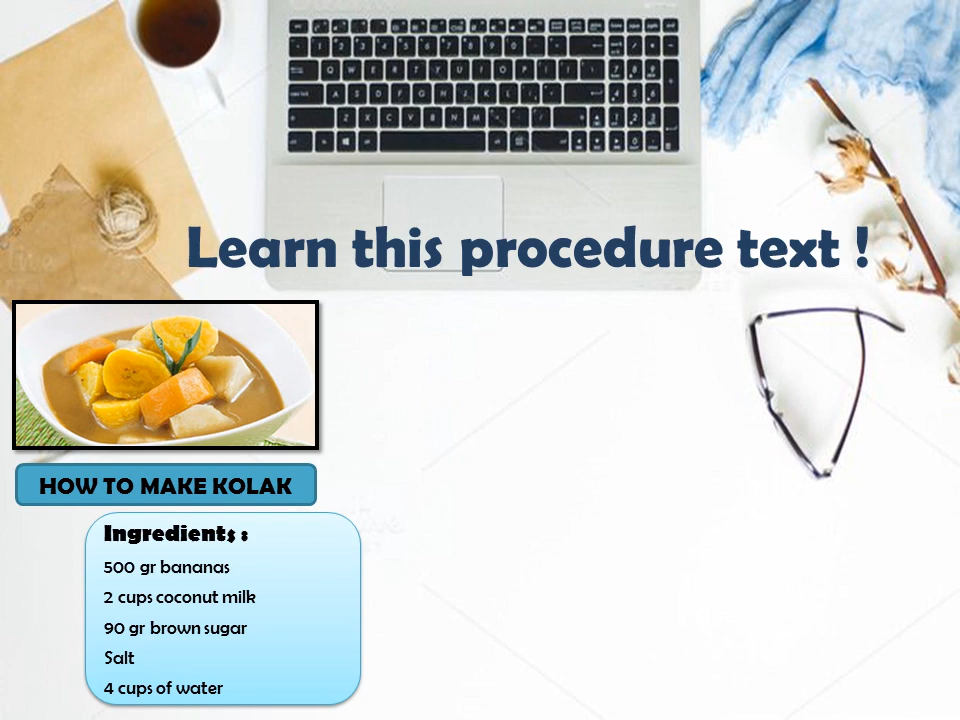 Learn this procedure text !
HOW TO MAKE KOLAK
Ingredients :
500 gr bananas
2 cups coconut milk
90 gr brown sugar
Salt
4 cups of water